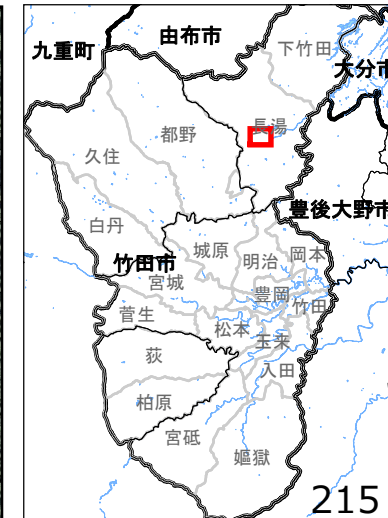 由布市
九重町
下竹田
大分市
長湯
都野
久住
白丹
豊後大野市
城原
明治
岡本
竹田市
宮城
豊岡
竹田
菅生
松本
玉来
荻
入田
柏原
宮砥
嫗獄
215